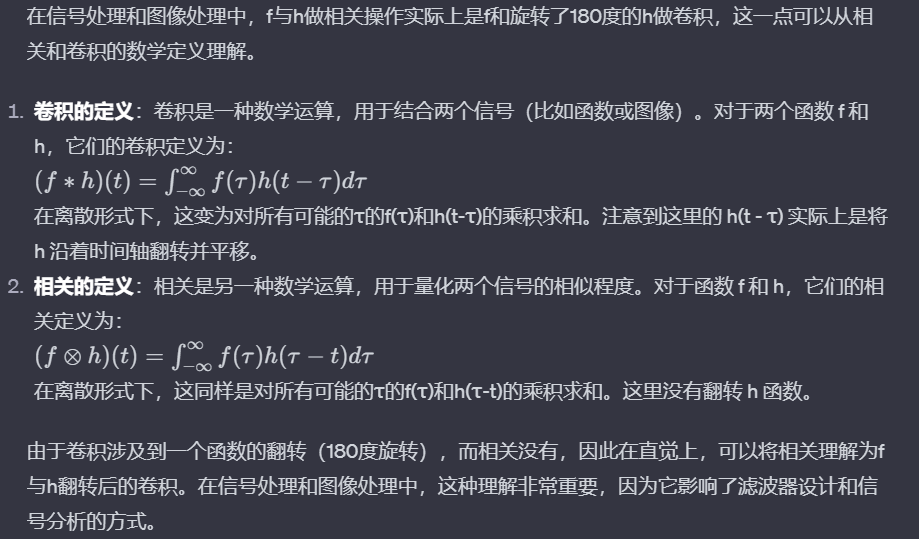 在信号处理和图像处理中，f与h做相关操作实际上是f和旋转了180度的h做卷积，这一点可以从相
关和卷积的数学定义理解。
1. 卷积的定义：卷积是一种数学运算，用于结合两个信号（比如函数或图像）。对于两个函数 f 和
h，它们的卷积定义为：
(f * h)(t) = ∫_{-∞}^{∞} f(τ)h(t − τ)dτ
在离散形式下，这变为对所有可能的τ的f(τ)和h(t-τ)的乘积求和。注意到这里的 h(t - τ) 实际上是将
h 沿着时间轴翻转并平移。
2. 相关的定义：相关是另一种数学运算，用于量化两个信号的相似程度。对于函数 f 和 h，它们的相
关定义为：
(f ⊗ h)(t) = ∫_{-∞}^{∞} f(τ)h(τ − t)dτ
在离散形式下，这同样是对所有可能的τ的f(τ)和h(τ-t)的乘积求和。这里没有翻转 h 函数。
由于卷积涉及到一个函数的翻转（180度旋转），而相关没有，因此在直觉上，可以将相关理解为f
与h翻转后的卷积。在信号处理和图像处理中，这种理解非常重要，因为它影响了滤波器设计和信
号分析的方式。